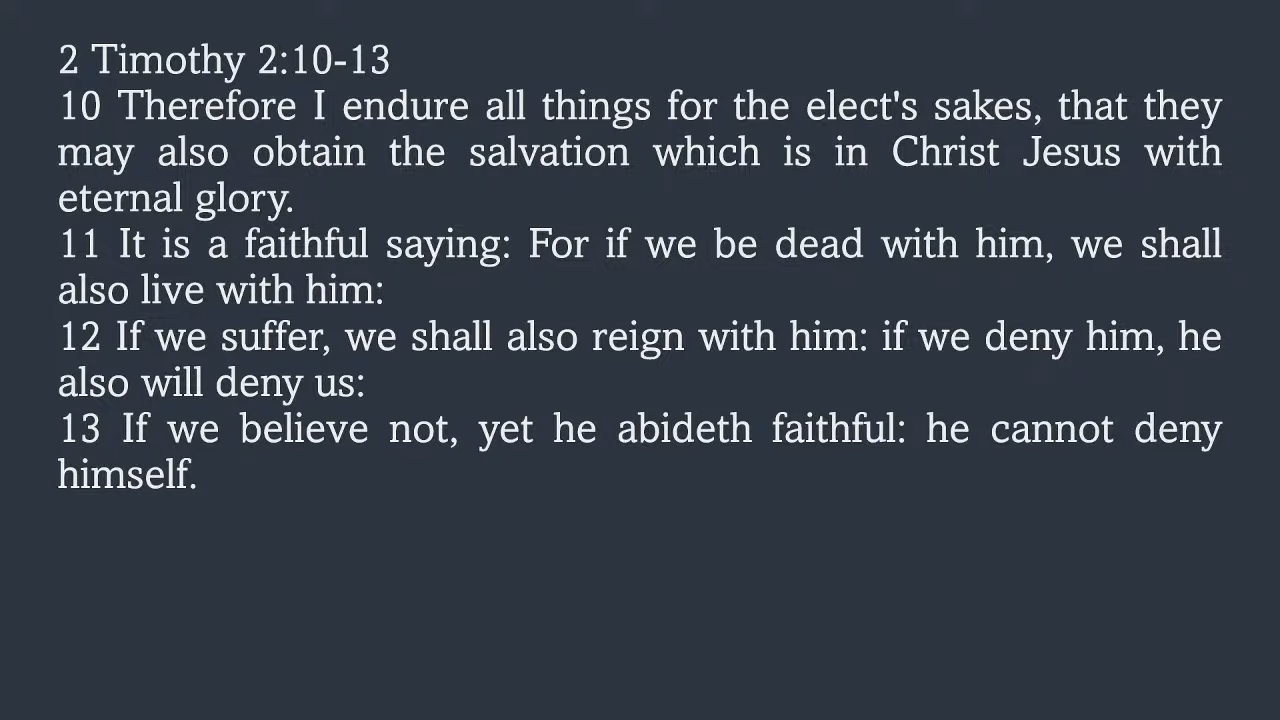 2 Timothy 2:10-13
10 Therefore I endure all things for the elect's sakes, that they
may also obtain the salvation which is in Christ Jesus with
eternal glory.
11 It is a faithful saying: For if we be dead with him, we shall
also live with him:
12 If we suffer, we shall also reign with him: if we deny him, he
also will deny us:
13 If we believe not, yet he abideth faithful: he cannot deny
himself.